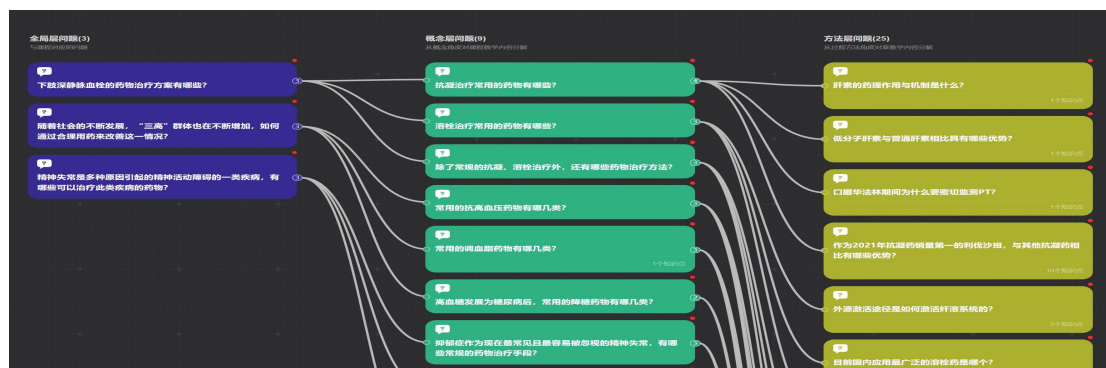 全局层问题(3)
与课程对应的问题
下肢深静脉血栓的药物治疗方案有哪些?
3
随着社会的不断发展，“三高”群体也在不断增加，如何
通过合理用药来改善这一情况?
3
精神失常是多种原因引起的精神活动障碍的一类疾病，有
哪些可以治疗此类疾病的药物?
3
概念层问题(9)
从概念角度对课程教学内容分解
抗凝治疗常用的药物有哪些?
4
溶栓治疗常用的药物有哪些?
除了常规的抗凝、溶栓治疗外，还有哪些药物治疗方法?
常用的抗高血压药物有哪几类?
常用的调血脂药物有哪几类?
1个知识点
高血糖发展为糖尿病后，常用的降糖药物有哪几类?
抑郁症作为现在最常见且最容易被忽视的精神失常，有哪
些常规的药物治疗手段?
方法层问题(25)
从过程方法角度对章教学内容分解
肝素的药理作用与机制是什么?
1个知识点
低分子肝素与普通肝素相比具有哪些优势?
1个知识点
口服华法林期间为什么要密切监测PT?
1个知识点
作为2021年抗凝药销量第一的利伐沙班，与其他抗凝药相
比有哪些优势?
个知识点
外源激活途径是如何激活纤溶系统的?
2个知识点
目前国内应用最广泛的溶栓药是哪个?